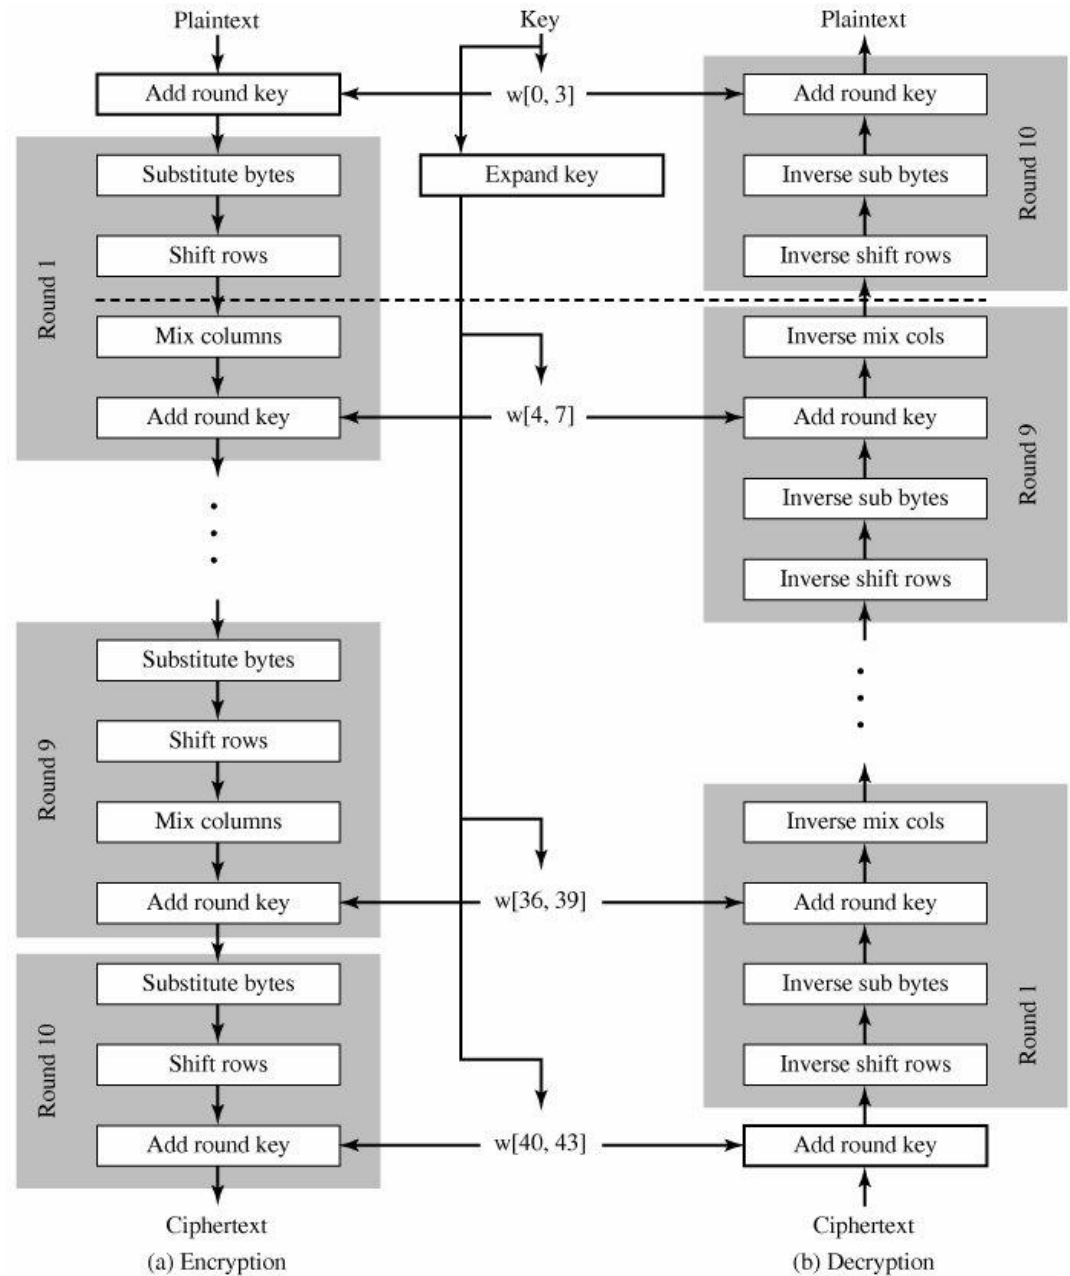 Plaintext
Key
Plaintext
Add round key
w[0, 3]
Add round key
Substitute bytes
Expand key
Inverse sub bytes
Round 10
Shift rows
Inverse shift rows
Round 1
Mix columns
Inverse mix cols
Add round key
w[4, 7]
Add round key
Round 9
Inverse sub bytes
Inverse shift rows
Substitute bytes
Shift rows
Round 9
Mix columns
Inverse mix cols
Add round key
w[36, 39]
Add round key
Substitute bytes
Inverse sub bytes
Round 1
Shift rows
Inverse shift rows
Round 10
Add round key
w[40, 43]
Add round key
Ciphertext
Ciphertext
(a) Encryption
(b) Decryption